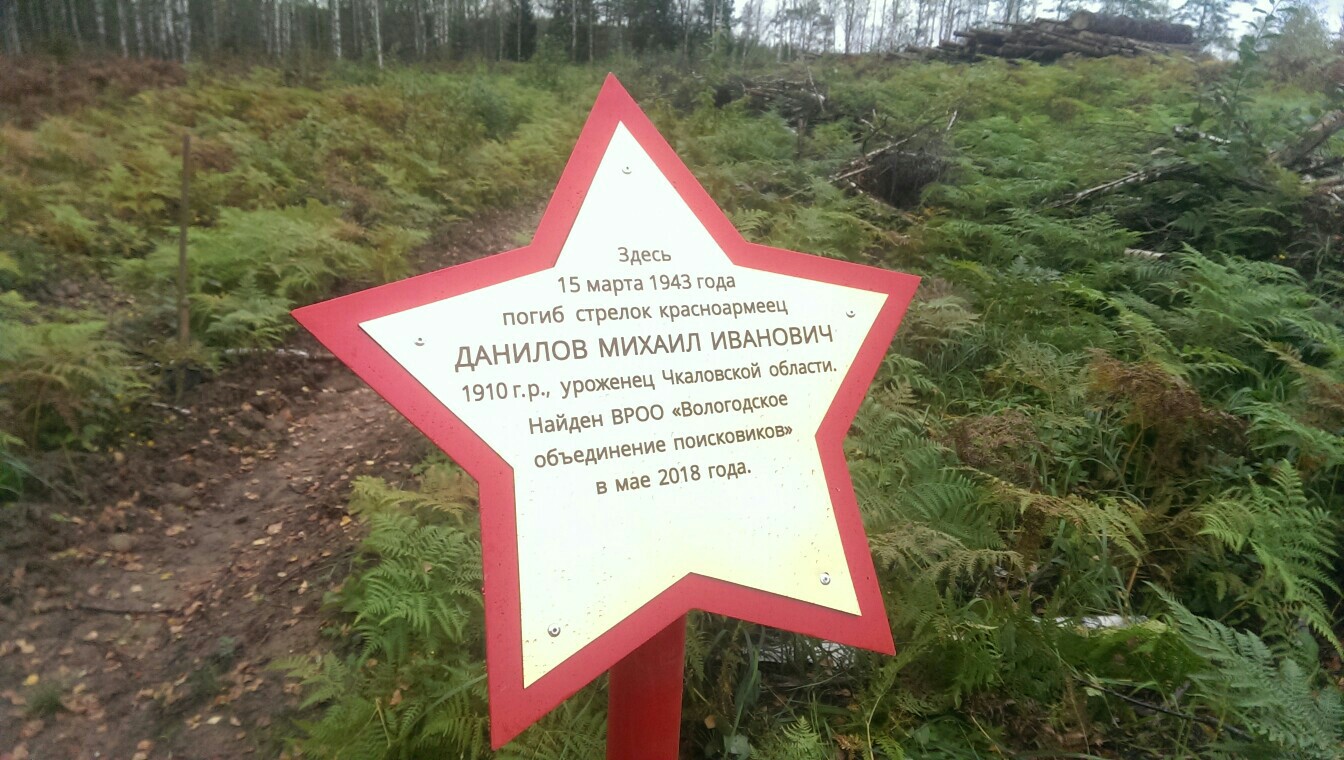 Здесь
15 марта 1943 года
погиб стрелок красноармеец
ДАНИЛОВ МИХАИЛ ИВАНОВИЧ
1910 г.р., уроженец Чкаловской области.
Найден ВРОО «Вологодское
объединение поисковиков»
в мае 2018 года.